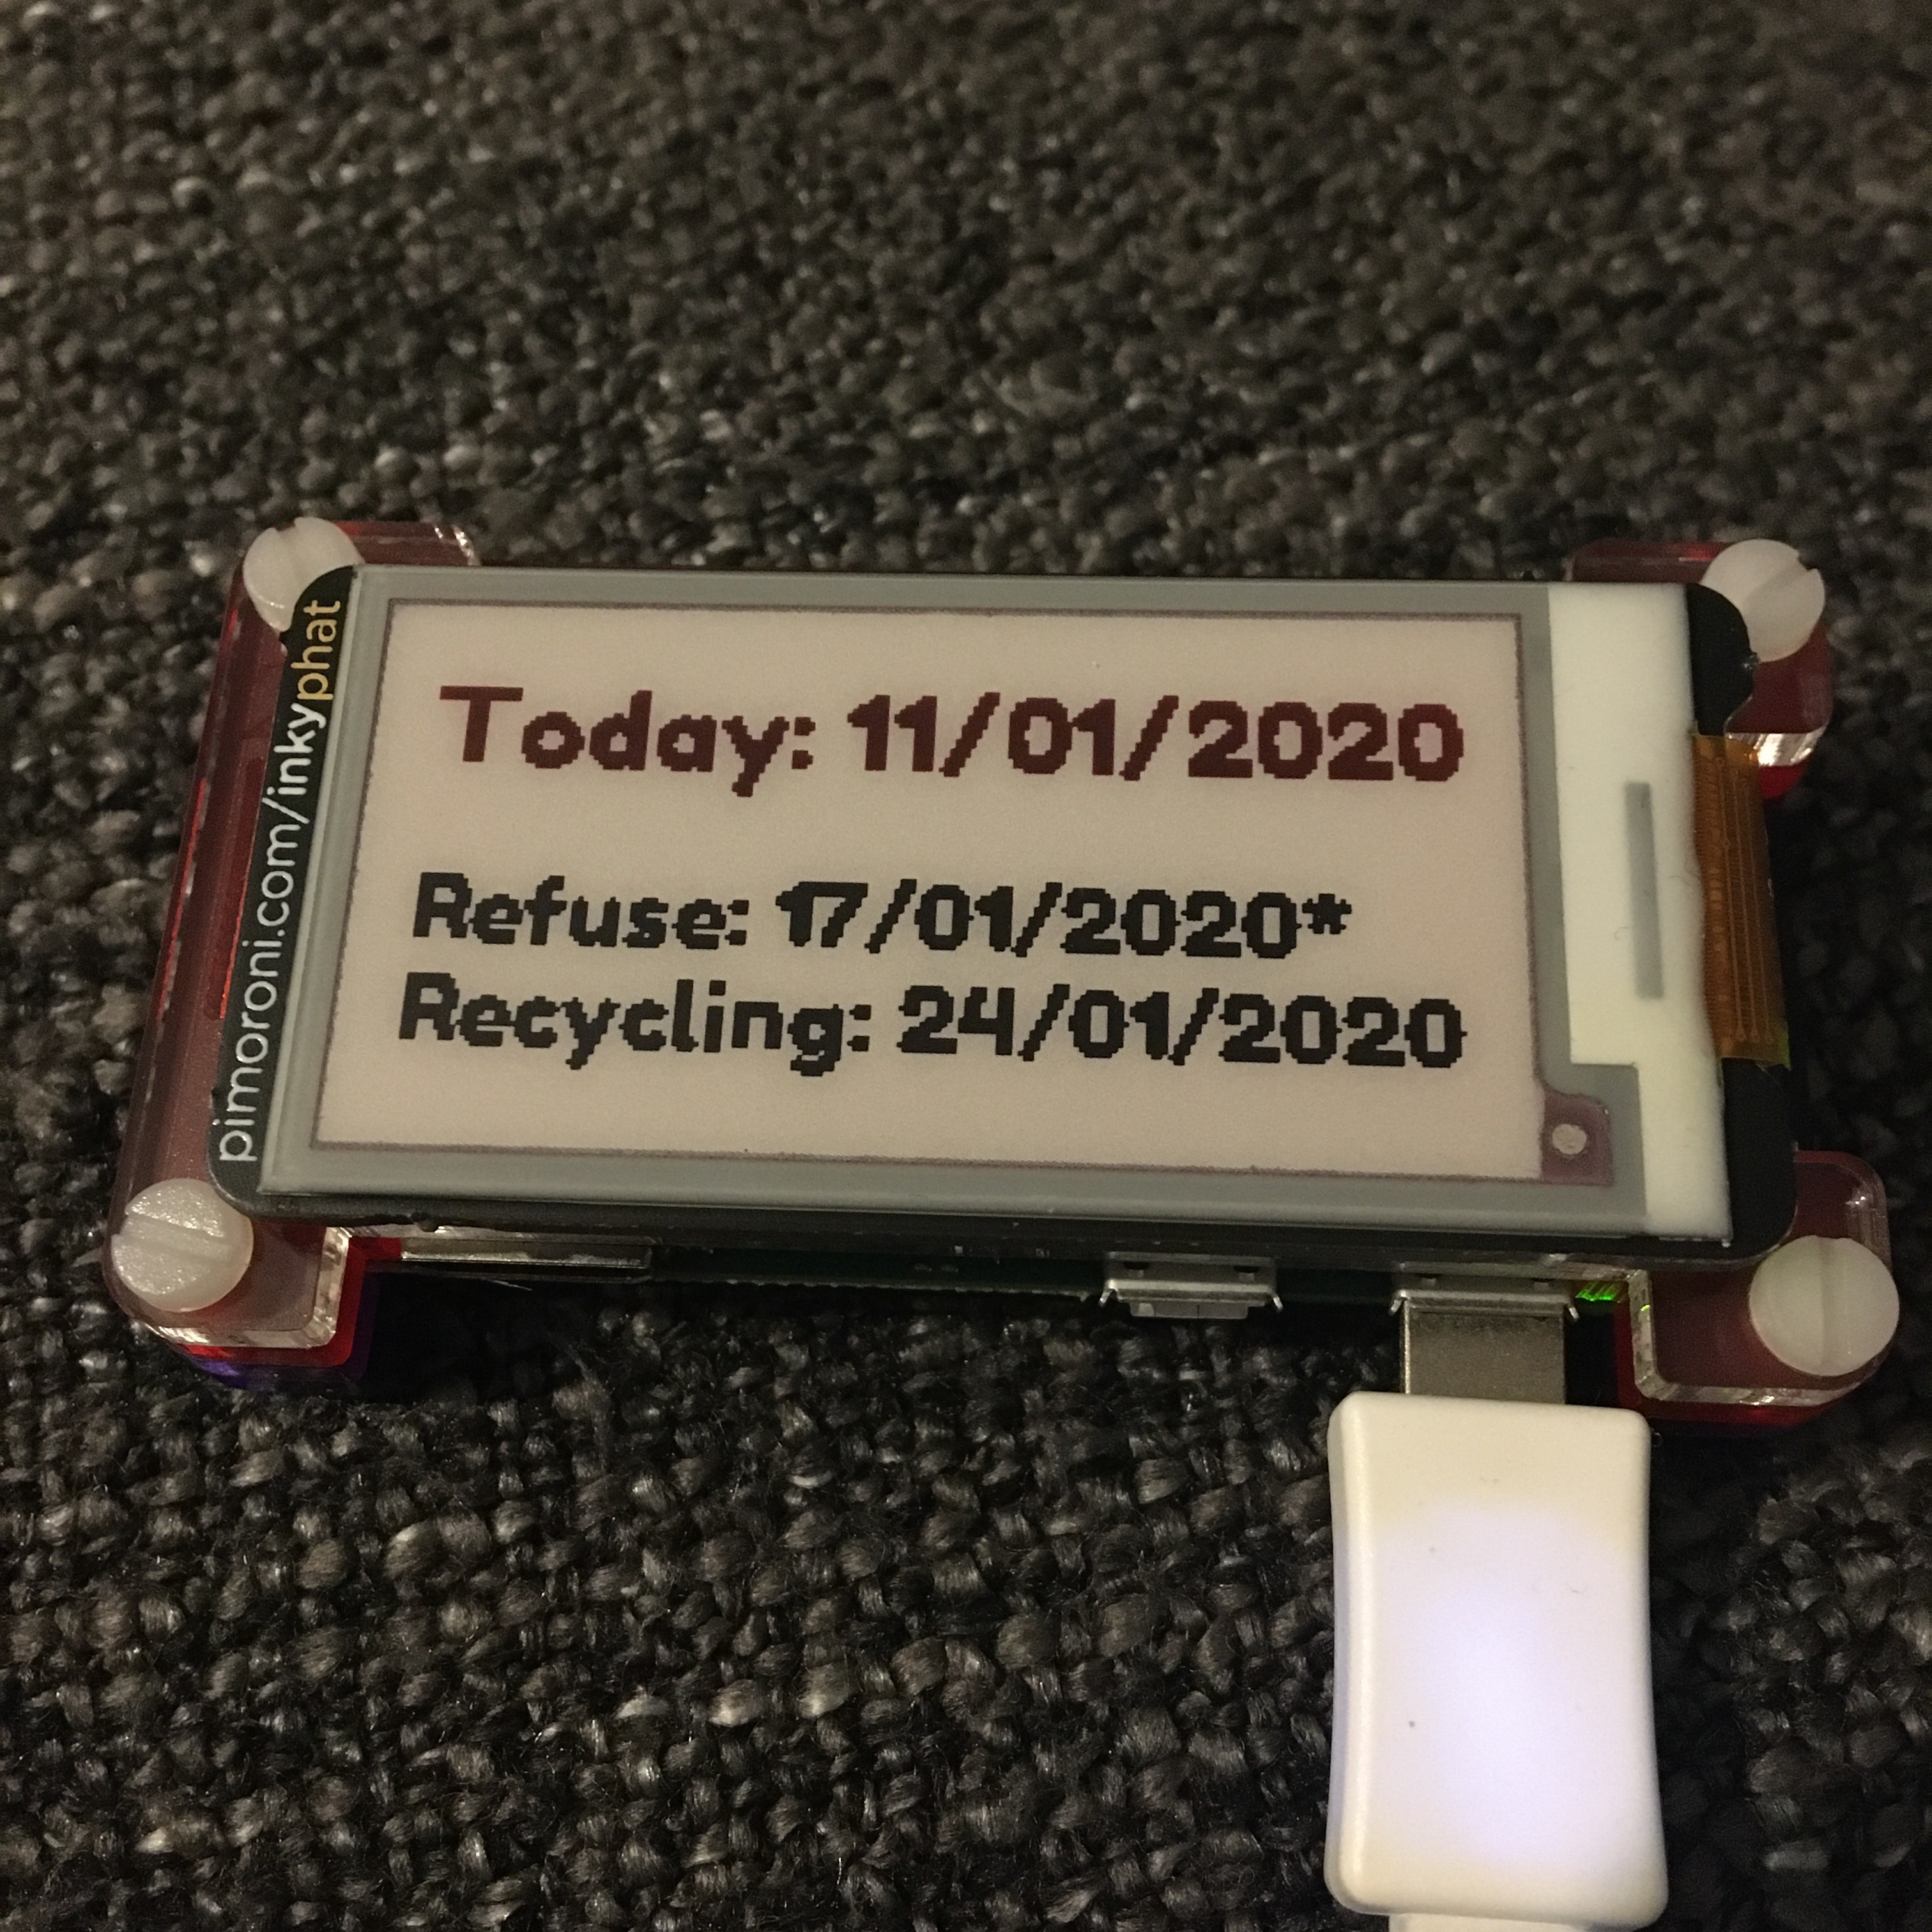 Today: 11/01/2020
Refuse: 17/01/2020*
Recycling: 24/01/2020
pimoroni.com/inkyphat